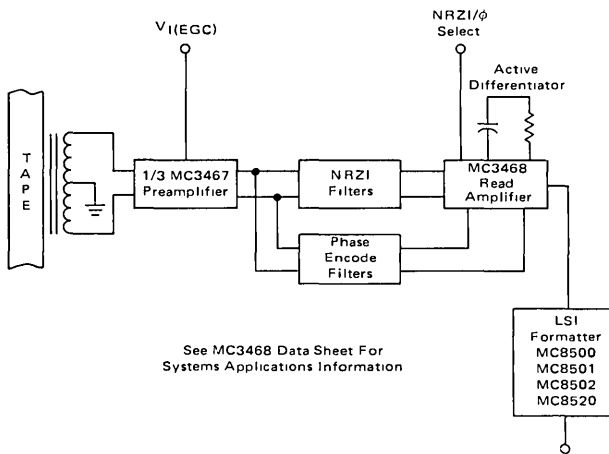 VI(EGC)
NRZI/ϕ
Select
Active
Differentiator
TAPE
1/3 MC3467
Preamplifier
NRZI
Filters
MC3468
Read
Amplifier
Phase
Encode
Filters
See MC3468 Data Sheet For
Systems Applications Information
LSI
Formatter
MC8500
MC8501
MC8502
MC8520